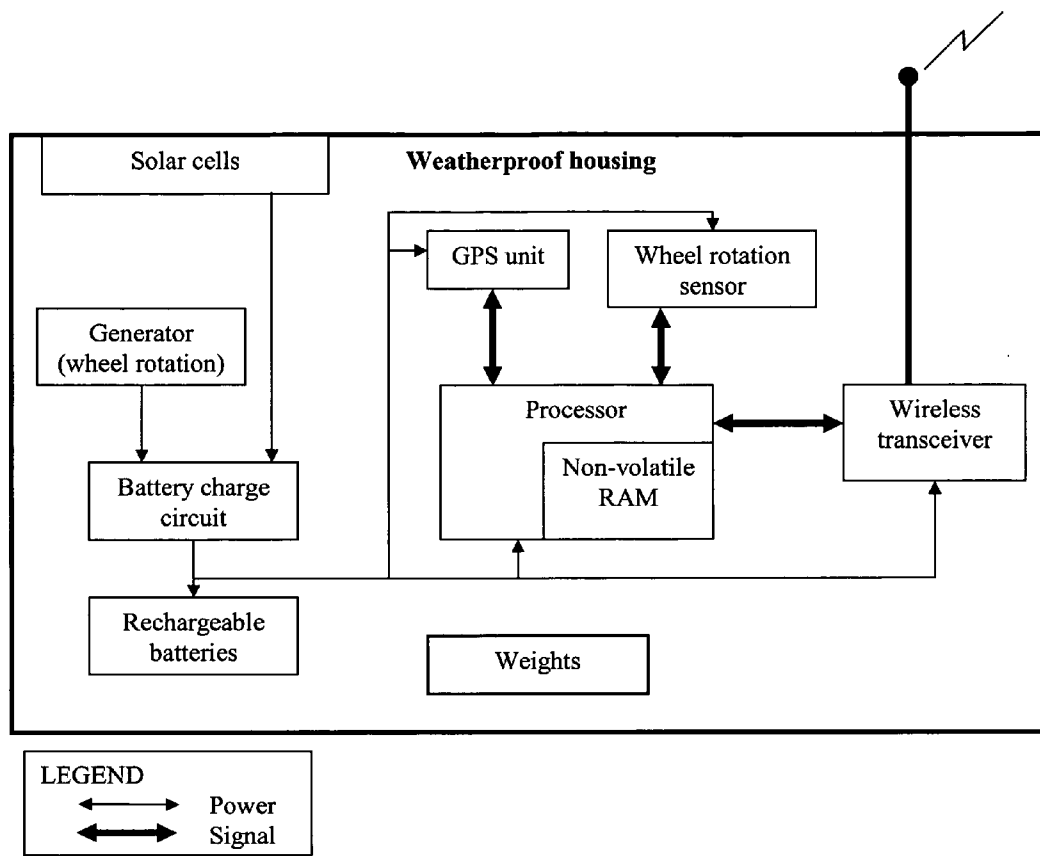 Solar cells
Weatherproof housing
GPS unit
Wheel rotation
sensor
Generator
(wheel rotation)
Processor
Wireless
transceiver
Non-volatile
RAM
Battery charge
circuit
Rechargeable
batteries
Weights
LEGEND
Power
Signal